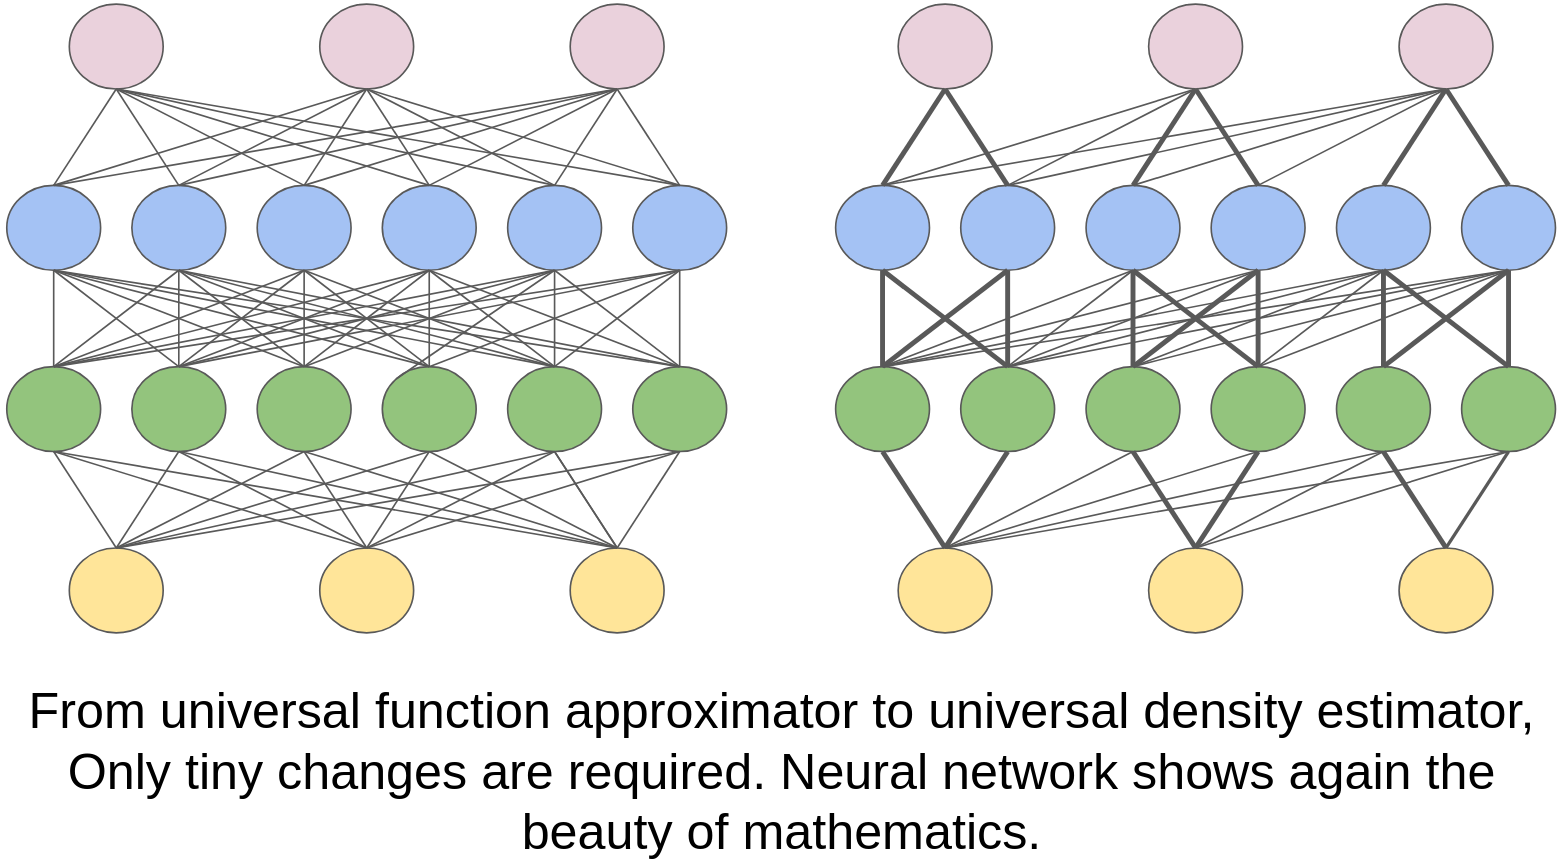 From universal function approximator to universal density estimator,
Only tiny changes are required. Neural network shows again the
beauty of mathematics.